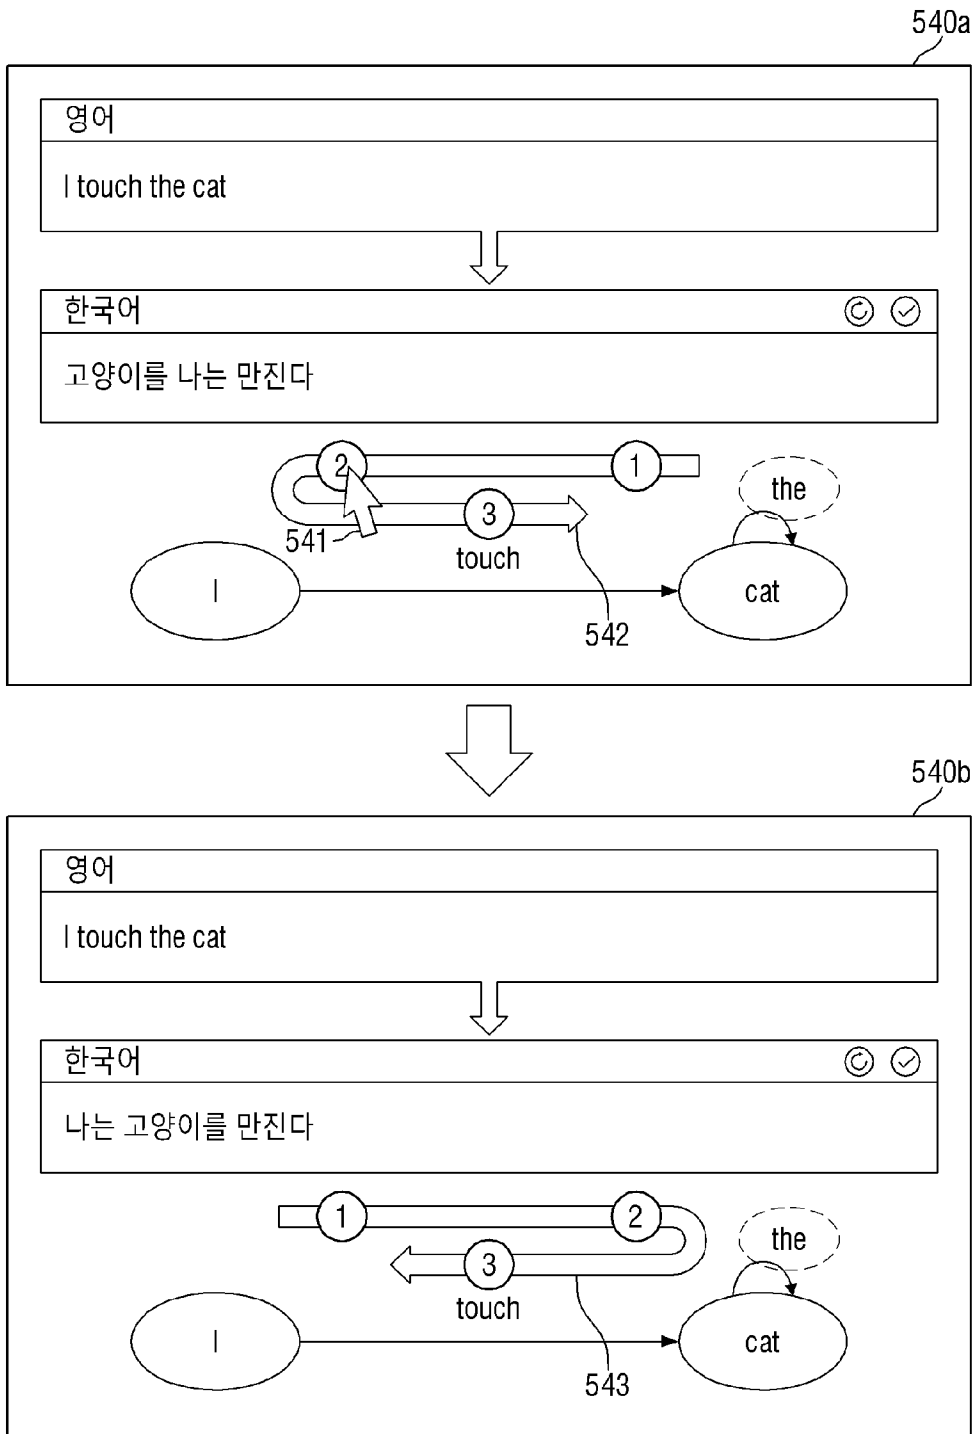 540a
영어
I touch the cat
한국어
고양이를 나는 만진다
2 1
the
3
541
touch
I
cat
542
540b
영어
I touch the cat
한국어
나는 고양이를 만진다
1 2
the
3
touch
I
cat
543